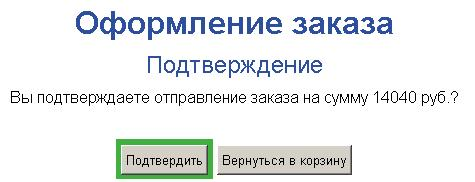 Оформление заказа
Подтверждение
Вы подтверждаете отправление заказа на сумму 14040 руб.?
Подтвердить Вернуться в корзину